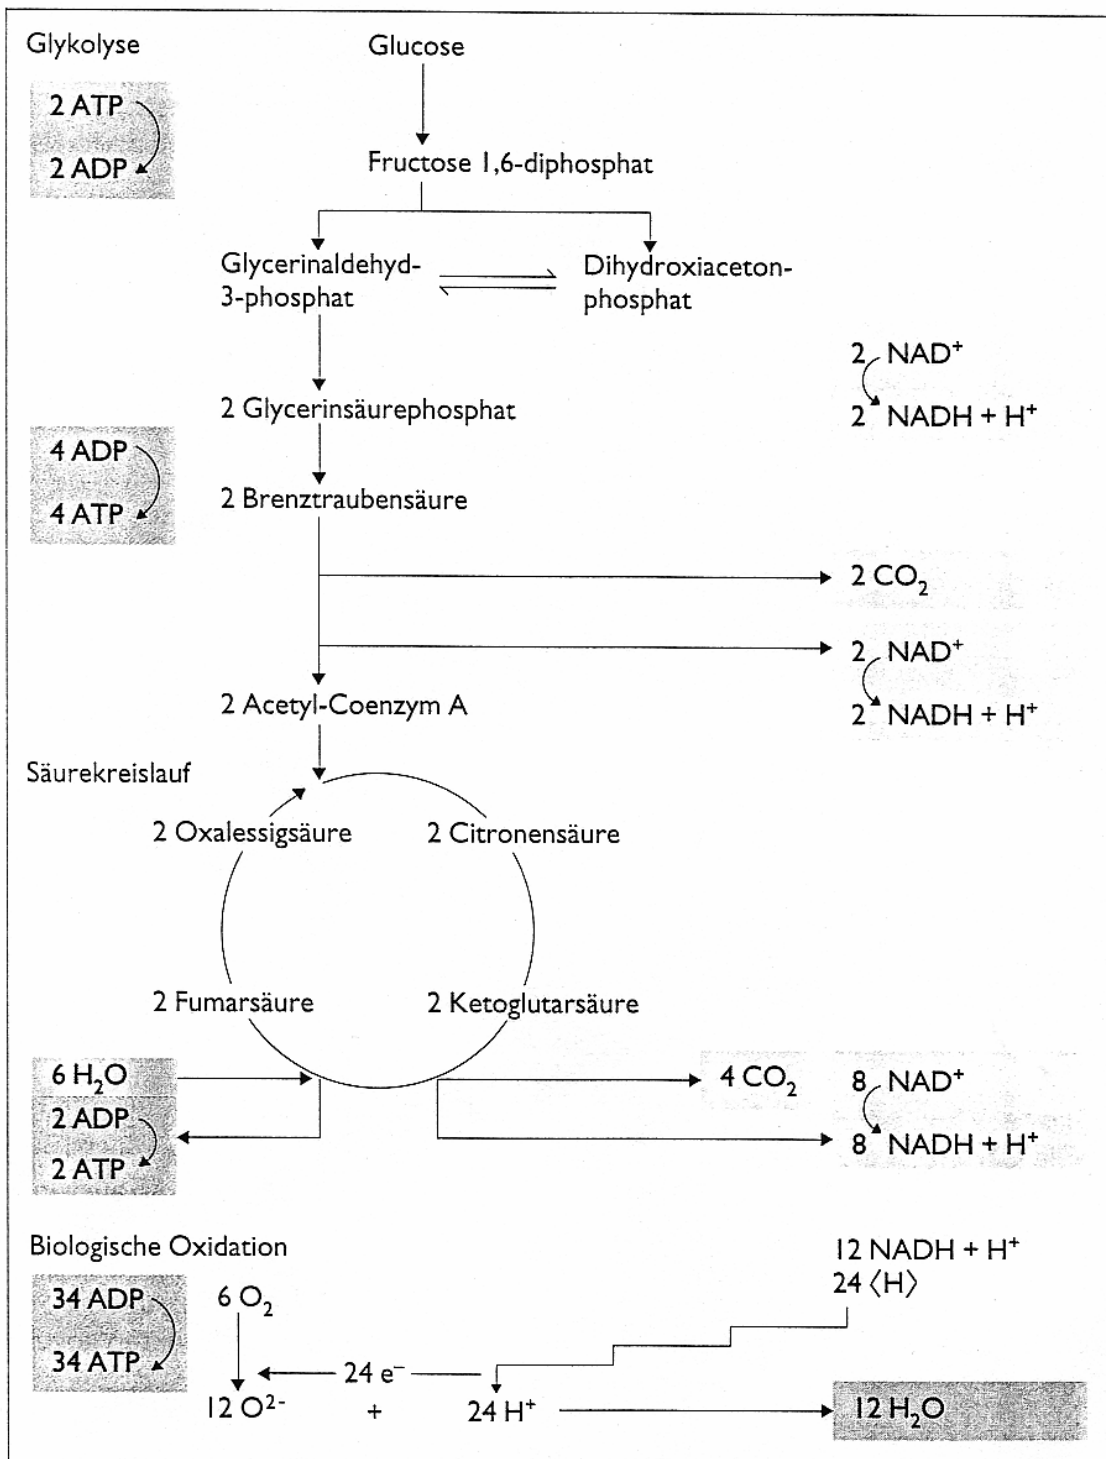 Glykolyse
Glucose
2 ATP
2 ADP
Fructose 1,6-diphosphat
Glycerinaldehyd-
3-phosphat
Dihydroxiaceton-
phosphat
2 NAD⁺
2 NADH + H⁺
2 Glycerinsäurephosphat
4 ADP
4 ATP
2 Brenztraubensäure
2 CO₂
2 NAD⁺
2 NADH + H⁺
2 Acetyl-Coenzym A
Säurekreislauf
2 Oxalessigsäure
2 Citronensäure
2 Fumarsäure
2 Ketoglutarsäure
6 H₂O
2 ADP
2 ATP
4 CO₂
8 NAD⁺
8 NADH + H⁺
Biologische Oxidation
12 NADH + H⁺
24 ⟨H⟩
34 ADP
34 ATP
6 O₂
24 e⁻
12 O²⁻ + 24 H⁺
12 H₂O